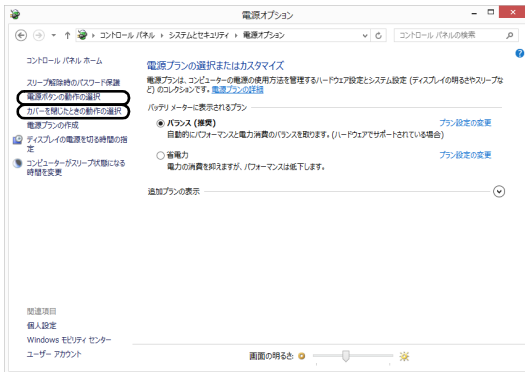 電源オプション
コントロール パネル ▸ システムとセキュリティ ▸ 電源オプション
コントロール パネルの検索
コントロール パネル ホーム
スリープ解除時のパスワード保護
電源ボタンの動作の選択
カバーを閉じたときの動作の選択
電源プランの作成
ディスプレイの電源を切る時間の指
定
コンピューターがスリープ状態になる
時間を変更
電源プランの選択またはカスタマイズ
電源プランは、コンピューターの電源の使用方法を管理するハードウェア設定とシステム設定 (ディスプレイの明るさやスリープな
ど) のコレクションです。電源プランの詳細
バッテリ メーターに表示されるプラン
バランス (推奨) プラン設定の変更
自動的にパフォーマンスと電力消費のバランスを取ります。(ハードウェアでサポートされている場合)
省電力 プラン設定の変更
電力の消費を抑えますが、パフォーマンスは低下します。
追加プランの表示
関連項目
個人設定
Windows モビリティ センター
ユーザー アカウント
画面の明るさ: